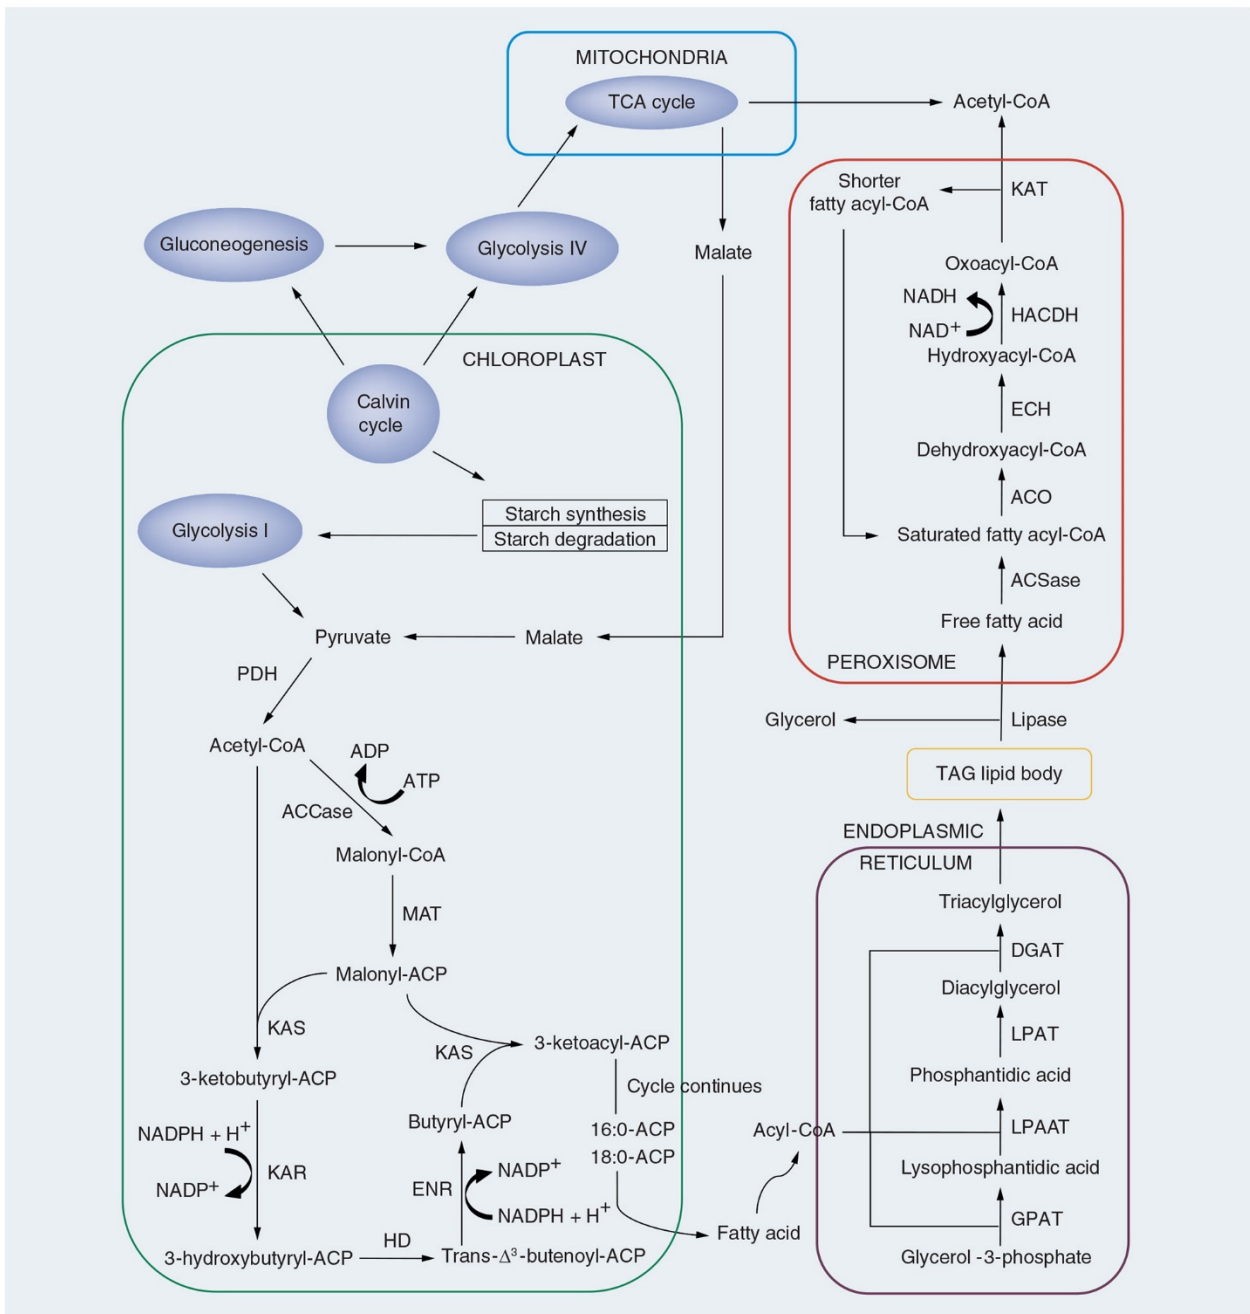 MITOCHONDRIA
TCA cycle
Acetyl-CoA
Shorter
fatty acyl-CoA
KAT
Gluconeogenesis
Glycolysis IV
Malate
Oxoacyl-CoA
NADH
NAD+
HACDH
Hydroxyacyl-CoA
CHLOROPLAST
Calvin
cycle
ECH
Dehydroxyacyl-CoA
ACO
Starch synthesis
Starch degradation
Glycolysis I
Saturated fatty acyl-CoA
ACSase
Free fatty acid
Pyruvate
Malate
PEROXISOME
PDH
Glycerol
Lipase
Acetyl-CoA
ADP
ATP
ACCase
TAG lipid body
Malonyl-CoA
ENDOPLASMIC
RETICULUM
MAT
Triacylglycerol
DGAT
Malonyl-ACP
Diacylglycerol
KAS
KAS
3-ketoacyl-ACP
LPAT
3-ketobutyryl-ACP
Cycle continues
Phosphantidic acid
Butyryl-ACP
NADPH + H+
16:0-ACP
18:0-ACP
Acyl-CoA
LPAAT
KAR
NADP+
ENR
NADP+
NADPH + H+
Lysophosphantidic acid
GPAT
Fatty acid
3-hydroxybutyryl-ACP
HD
Trans-Δ³-butenoyl-ACP
Glycerol -3-phosphate